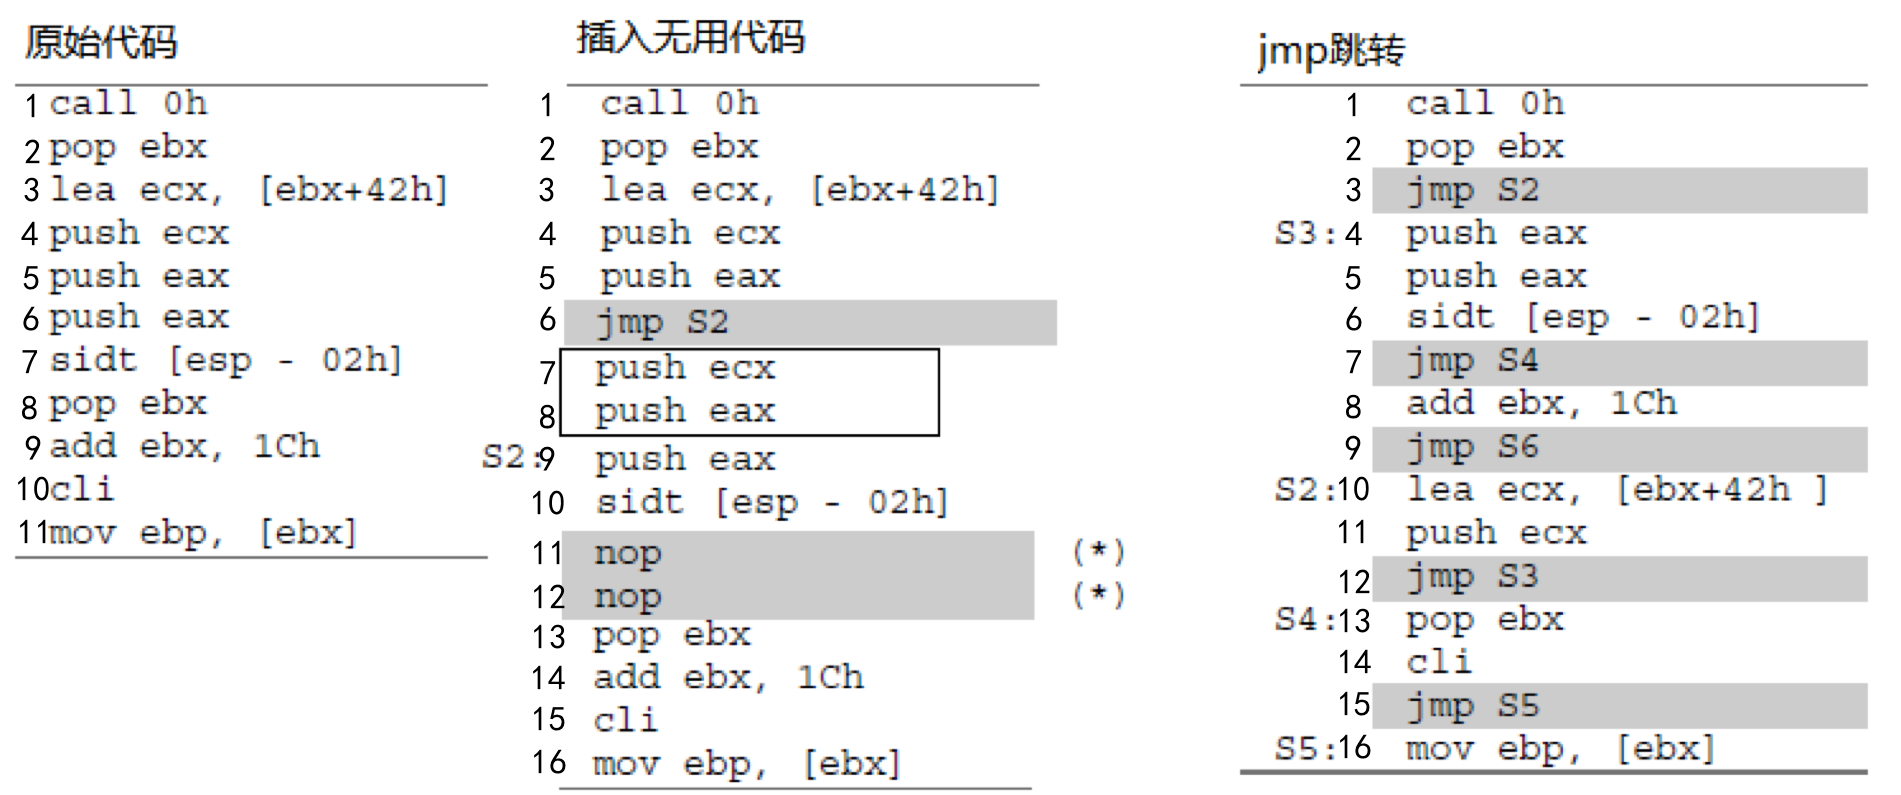 原始代码
1 call 0h
2 pop ebx
3 lea ecx, [ebx+42h]
4 push ecx
5 push eax
6 push eax
7 sidt [esp - 02h]
8 pop ebx
9 add ebx, 1Ch
10 cli
11 mov ebp, [ebx]
插入无用代码
1 call 0h
2 pop ebx
3 lea ecx, [ebx+42h]
4 push ecx
5 push eax
6 jmp S2
7 push ecx
8 push eax
S2:9 push eax
10 sidt [esp - 02h]
11 nop (*)
12 nop (*)
13 pop ebx
14 add ebx, 1Ch
15 cli
16 mov ebp, [ebx]
jmp跳转
1 call 0h
2 pop ebx
3 jmp S2
S3:4 push eax
5 push eax
6 sidt [esp - 02h]
7 jmp S4
8 add ebx, 1Ch
9 jmp S6
S2:10 lea ecx, [ebx+42h ]
11 push ecx
12 jmp S3
S4:13 pop ebx
14 cli
15 jmp S5
S5:16 mov ebp, [ebx]